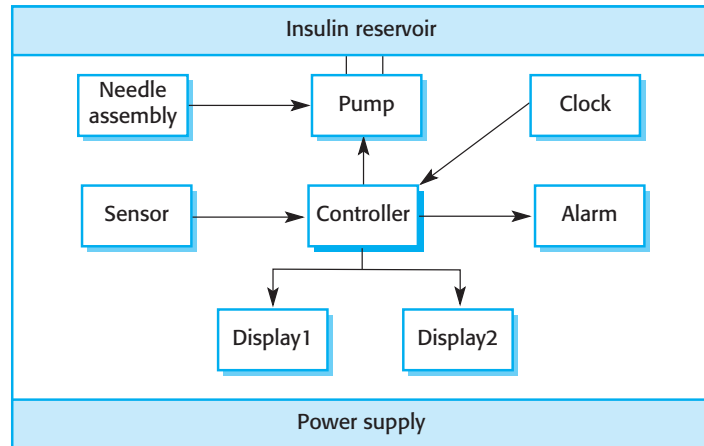 Insulin reservoir
Needle
assembly
Pump
Clock
Sensor
Controller
Alarm
Display1
Display2
Power supply